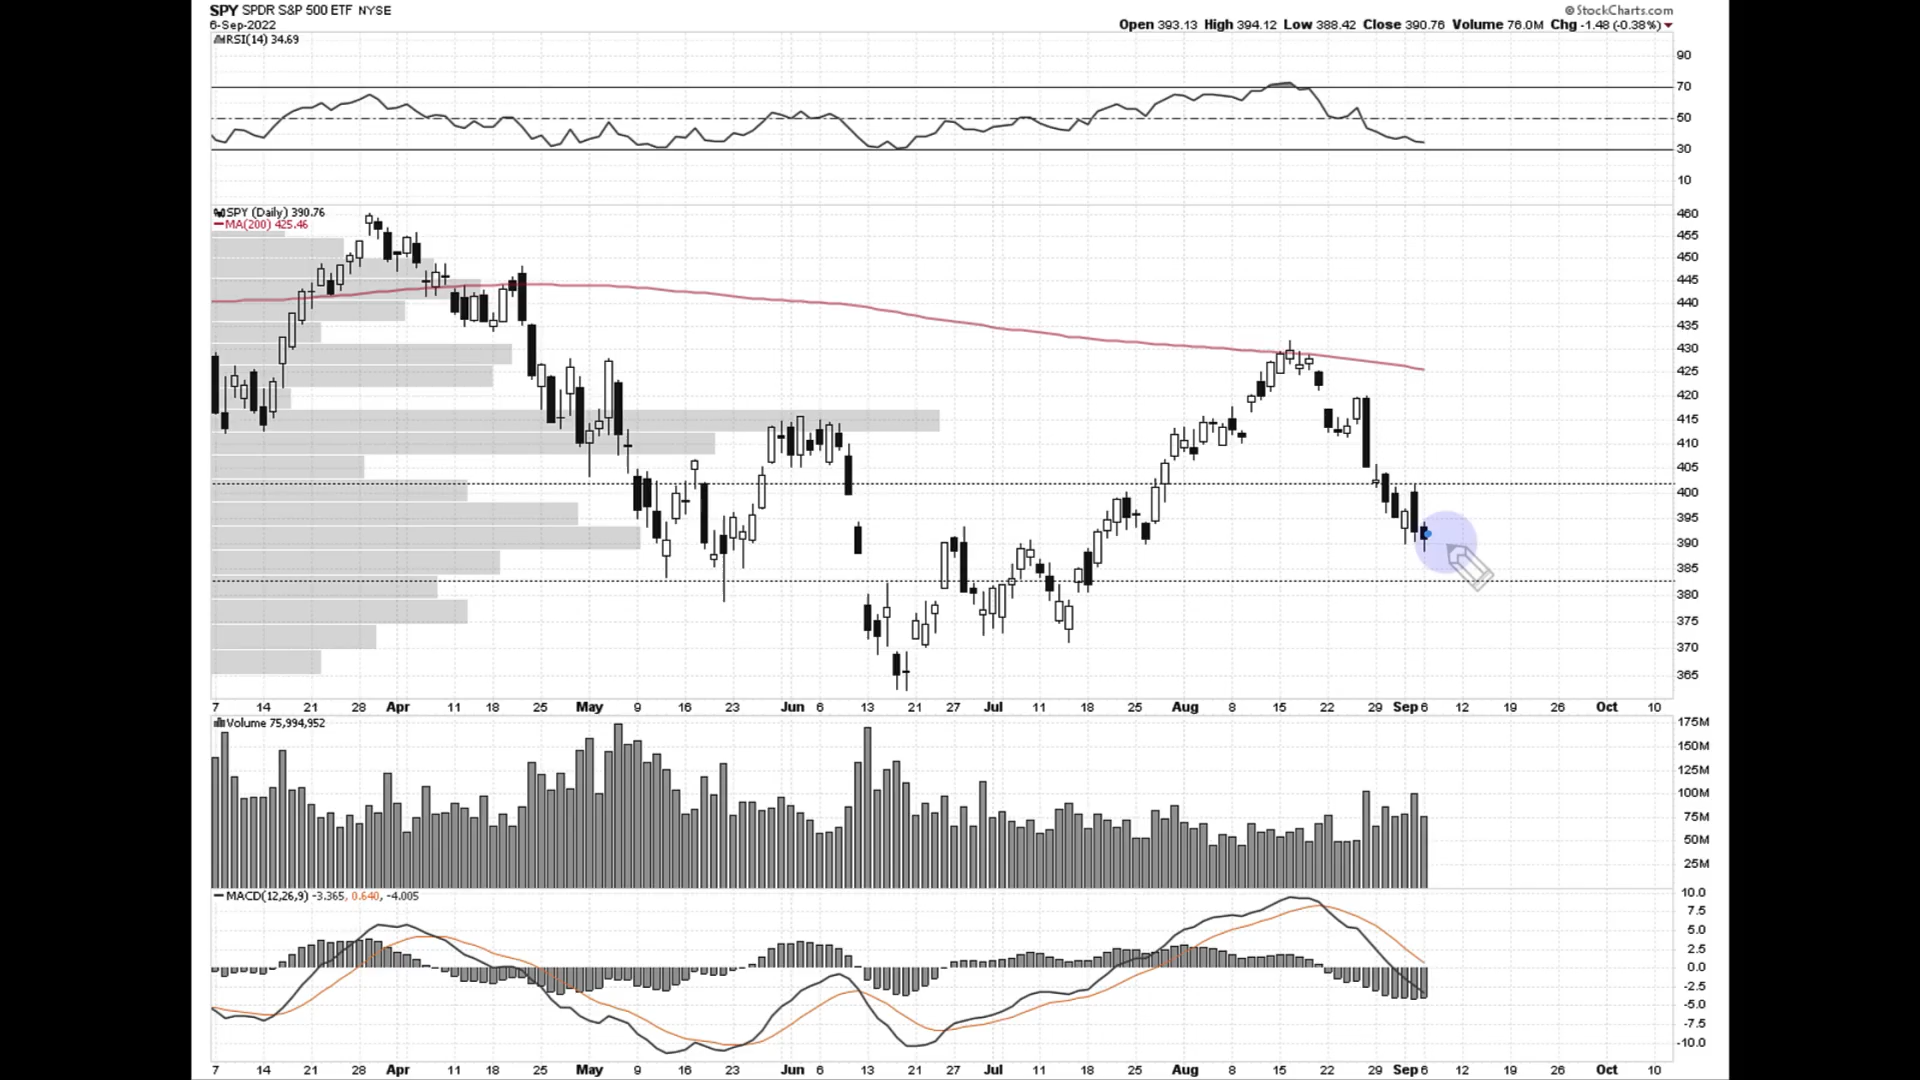 SPY SPDR S&P 500 ETF NYSE
© StockCharts.com
6-Sep-2022
Open 393.13 High 394.12 Low 388.42 Close 390.76 Volume 76.0M Chg -1.48 (-0.38%)
RSI(14) 34.69
90
70
50
30
10
SPY (Daily) 390.76
MA(200) 425.46
460
455
450
445
440
435
430
425
420
415
410
405
400
395
390
385
380
375
370
365
7 14 21 28 Apr 11 18 25 May 9 16 23 Jun 6 13 21 27 Jul 11 18 25 Aug 8 15 22 29 Sep 6 12 19 26 Oct 10
Volume 75,994,952
175M
150M
125M
100M
75M
50M
25M
MACD(12,26,9) -3.365, 0.640, -4.005
10.0
7.5
5.0
2.5
0.0
-2.5
-5.0
-7.5
-10.0
7 14 21 28 Apr 11 18 25 May 9 16 23 Jun 6 13 21 27 Jul 11 18 25 Aug 8 15 22 29 Sep 6 12 19 26 Oct 10